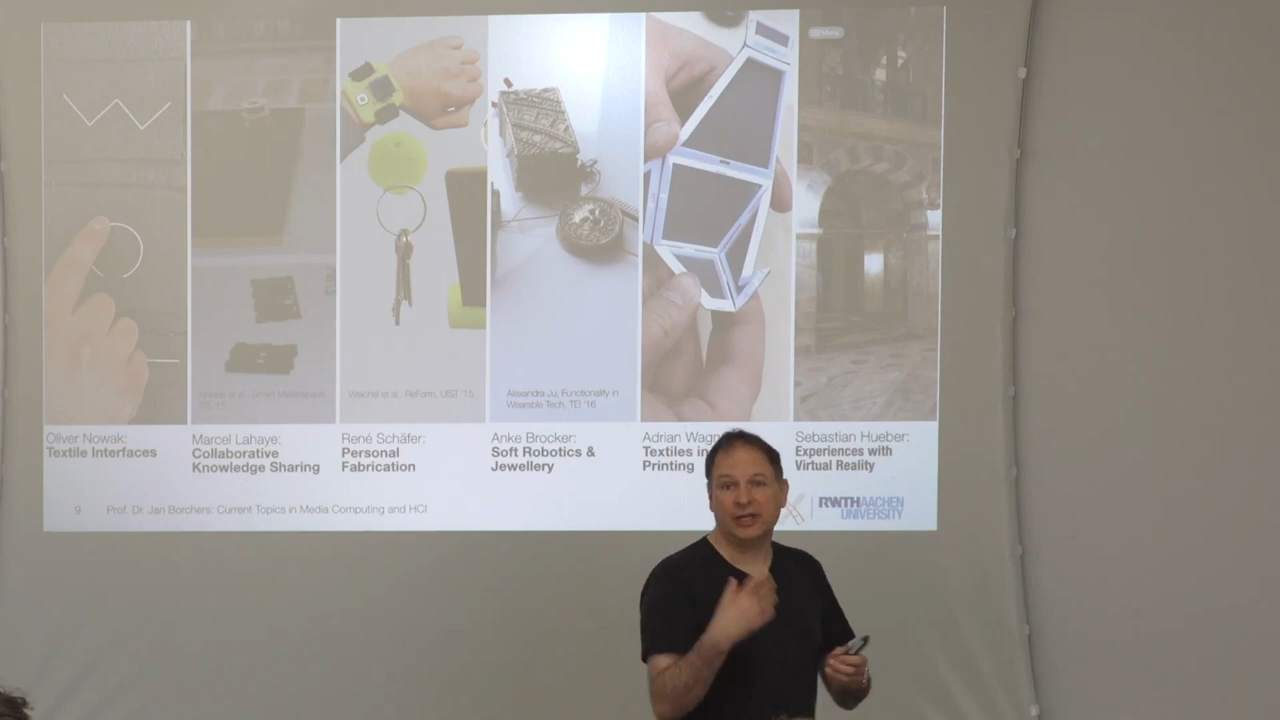 Weichel et al., ReForm, UIST '15
Alexandra Ju, Functionality in
Wearable Tech, TEI '16
Oliver Nowak:
Textile Interfaces
Marcel Lahaye:
Collaborative
Knowledge Sharing
René Schäfer:
Personal
Fabrication
Anke Brocker:
Soft Robotics &
Jewellery
Adrian
Textiles in
Printing
Sebastian Hueber:
Experiences with
Virtual Reality
9
Prof. Dr. Jan Borchers: Current Topics in Media Computing and HCI
RWTHAACHEN
UNIVERSITY